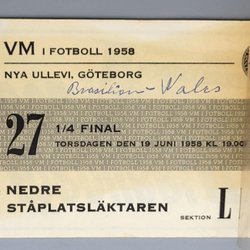 VM I FOTBOLL 1958
NYA ULLEVI, GÖTEBORG
Brasilien - Wales
27 1/4 FINAL
TORSDAGEN DEN 19 JUNI 1958 KL 19.00
NEDRE
STÅPLATSLÄKTAREN
SEKTION L